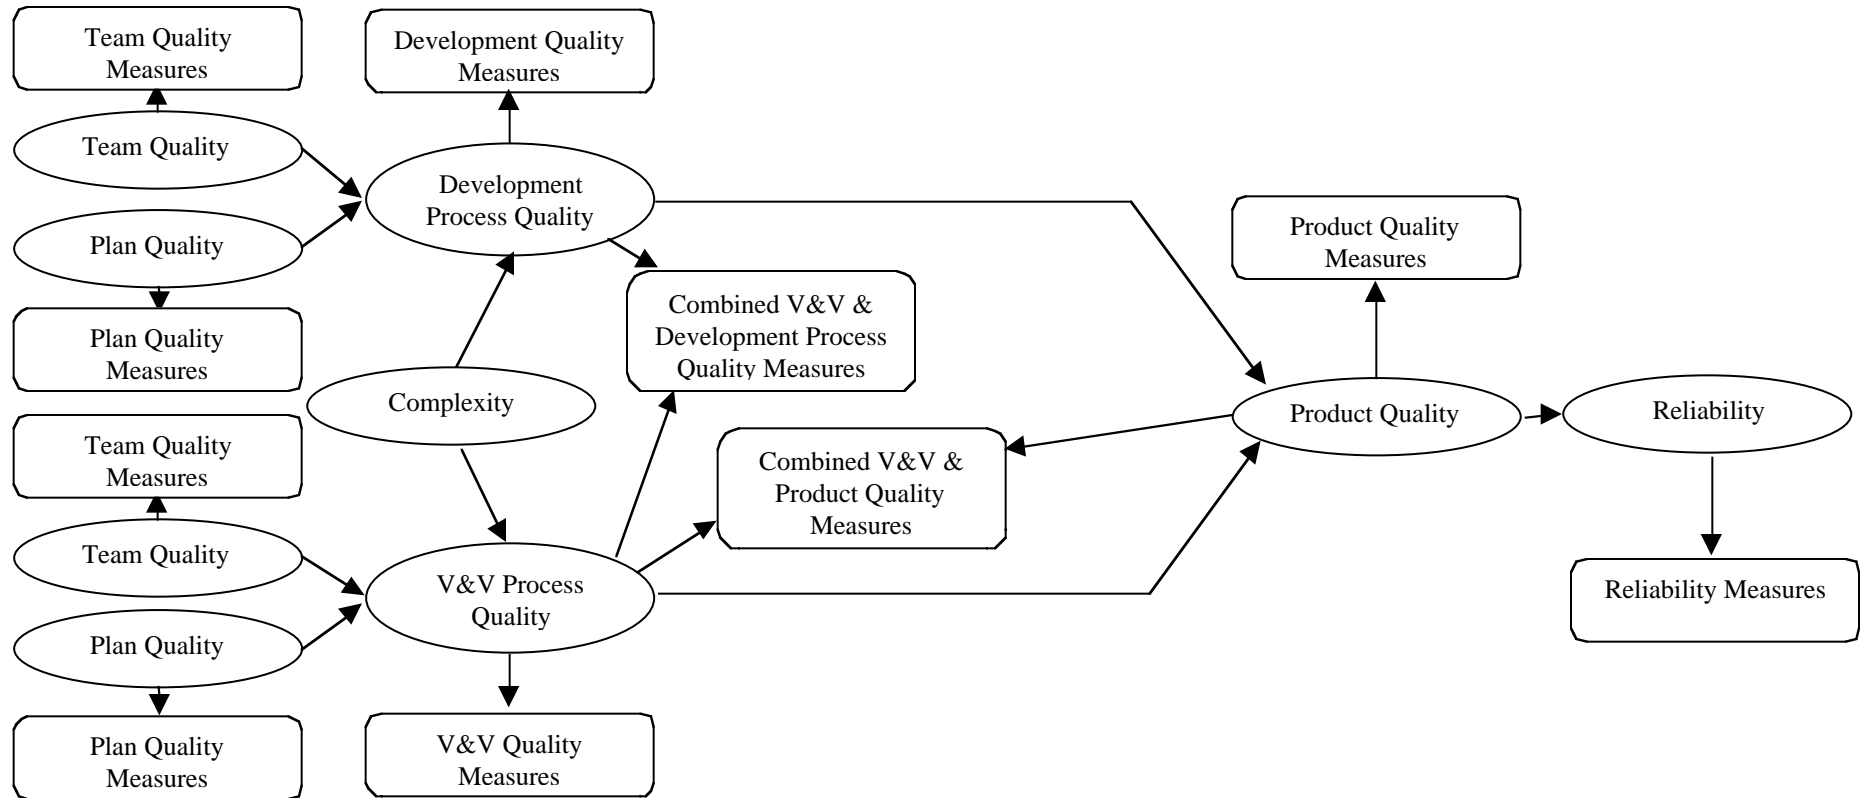 Team Quality
Measures
Development Quality
Measures
Team Quality
Development
Process Quality
Plan Quality
Product Quality
Measures
Combined V&V &
Development Process
Quality Measures
Plan Quality
Measures
Complexity
Product Quality
Reliability
Team Quality
Measures
Combined V&V &
Product Quality
Measures
Team Quality
V&V Process
Quality
Reliability Measures
Plan Quality
Plan Quality
Measures
V&V Quality
Measures